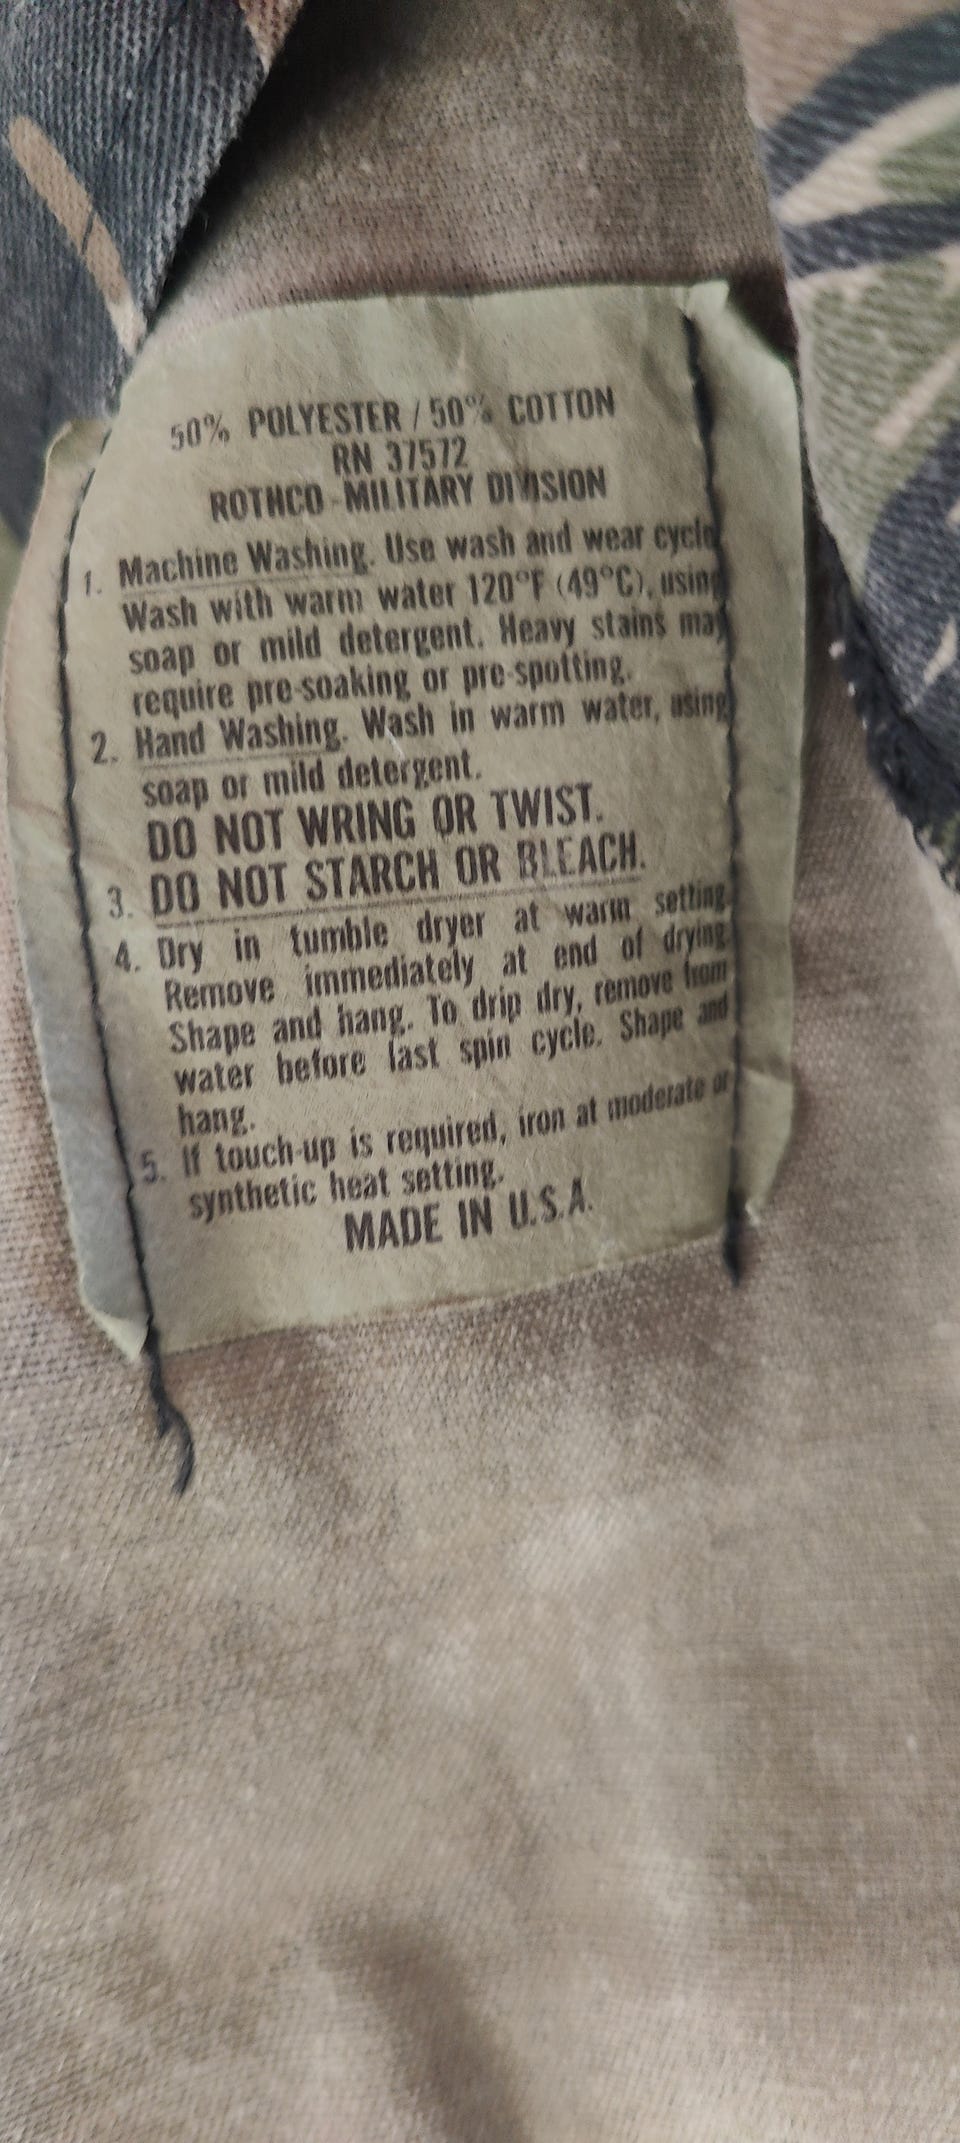 50% POLYESTER / 50% COTTON
RN 37572
ROTHCO - MILITARY DIVISION
1. Machine Washing. Use wash and wear cycle
Wash with warm water 120°F (49°C), using
soap or mild detergent. Heavy stains may
require pre-soaking or pre-spotting.
2. Hand Washing. Wash in warm water, using
soap or mild detergent.
DO NOT WRING OR TWIST.
3. DO NOT STARCH OR BLEACH.
4. Dry in tumble dryer at warm setting.
Remove immediately at end of drying.
Shape and hang. To drip dry, remove from
water before last spin cycle. Shape and
hang.
5. If touch-up is required, iron at moderate or
synthetic heat setting.
MADE IN U.S.A.